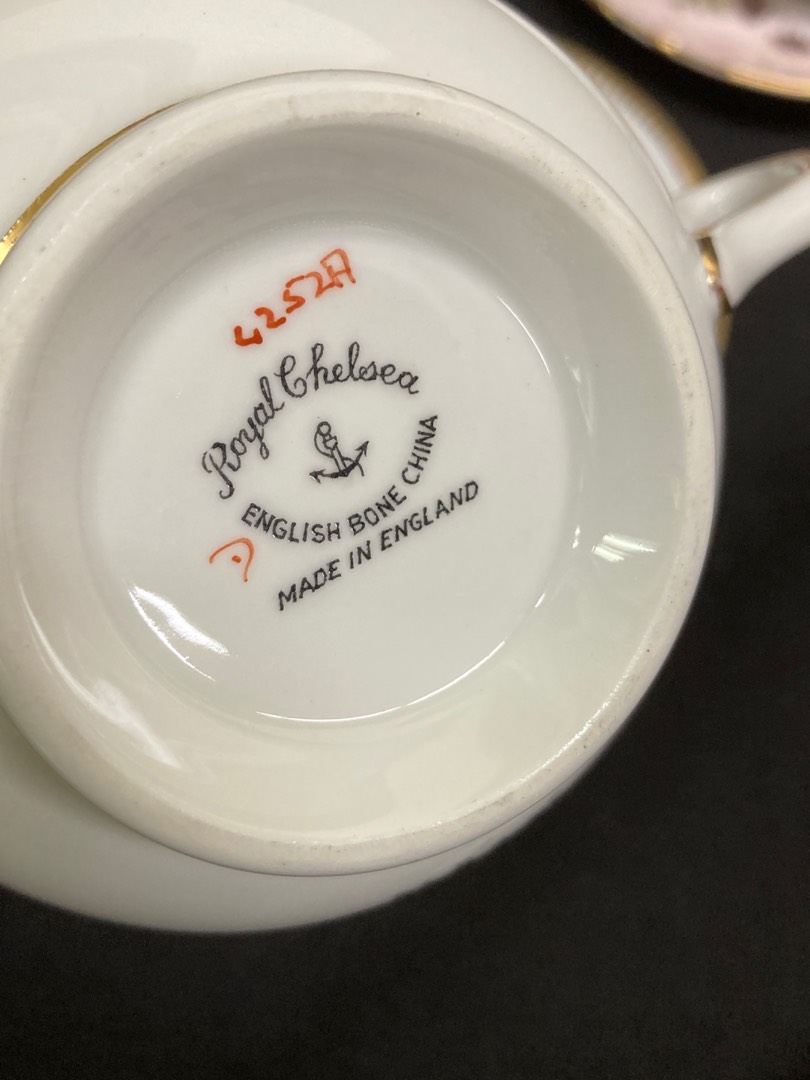 4252A
Royal Chelsea
ENGLISH BONE CHINA
MADE IN ENGLAND